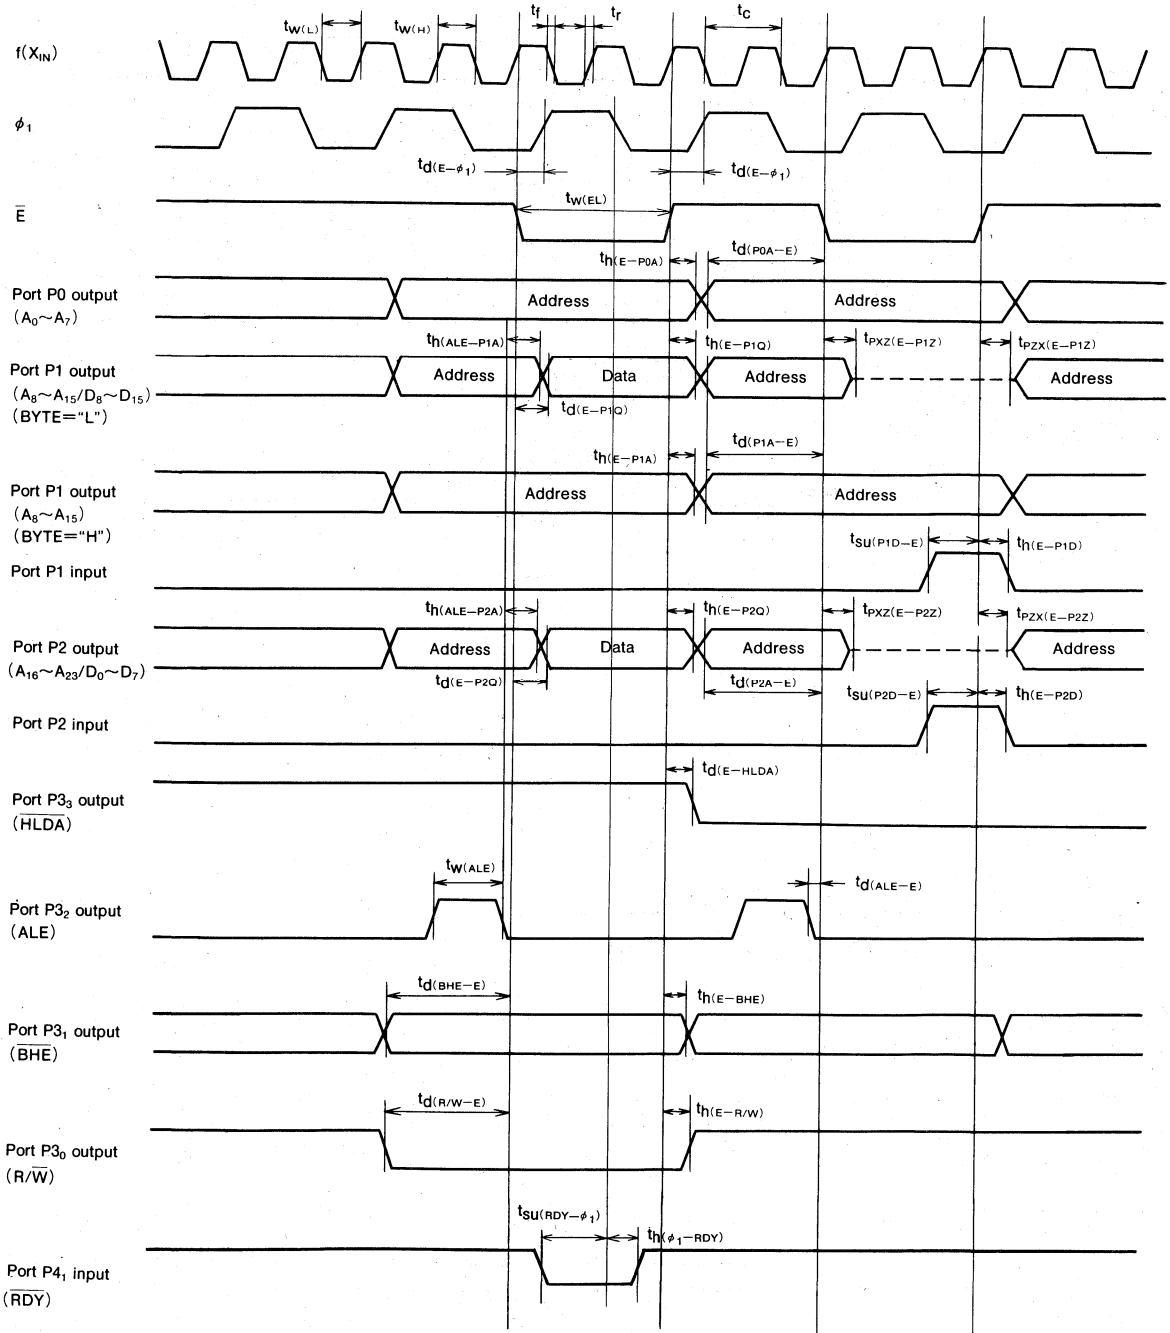 tW(L) tW(H) tf tr tC
f(XIN)
ϕ1
td(E−ϕ1) td(E−ϕ1)
E̅ tW(EL)
th(E−P0A) td(P0A−E)
Port P0 output Address Address
(A0~A7)
th(ALE−P1A) th(E−P1Q) tPXZ(E−P1Z) tPZX(E−P1Z)
Port P1 output Address Data Address Address
(A8~A15/D8~D15) td(E−P1Q)
(BYTE="L")
th(E−P1A) td(P1A−E)
Port P1 output Address Address
(A8~A15)
(BYTE="H")
tsu(P1D−E) th(E−P1D)
Port P1 input
th(ALE−P2A) th(E−P2Q) tPXZ(E−P2Z) tPZX(E−P2Z)
Port P2 output Address Data Address Address
(A16~A23/D0~D7) td(E−P2Q) td(P2A−E)
tsu(P2D−E) th(E−P2D)
Port P2 input
td(E−HLDA)
Port P33 output
(H̅L̅D̅A̅)
tW(ALE) td(ALE−E)
Port P32 output
(ALE)
td(BHE−E) th(E−BHE)
Port P31 output
(B̅H̅E̅)
td(R/W−E) th(E−R/W)
Port P30 output
(R/W̅)
tsu(RDY−ϕ1) th(ϕ1−RDY)
Port P41 input
(R̅D̅Y̅)